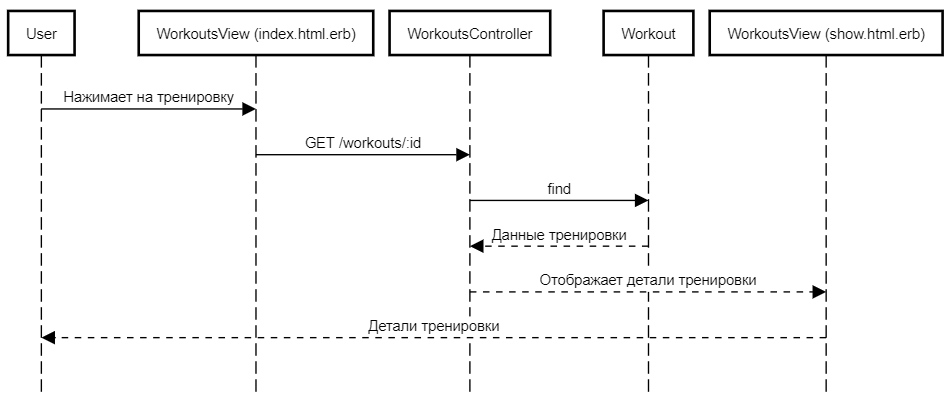 User
WorkoutsView (index.html.erb)
WorkoutsController
Workout
WorkoutsView (show.html.erb)
Нажимает на тренировку
GET /workouts/:id
find
Данные тренировки
Отображает детали тренировки
Детали тренировки